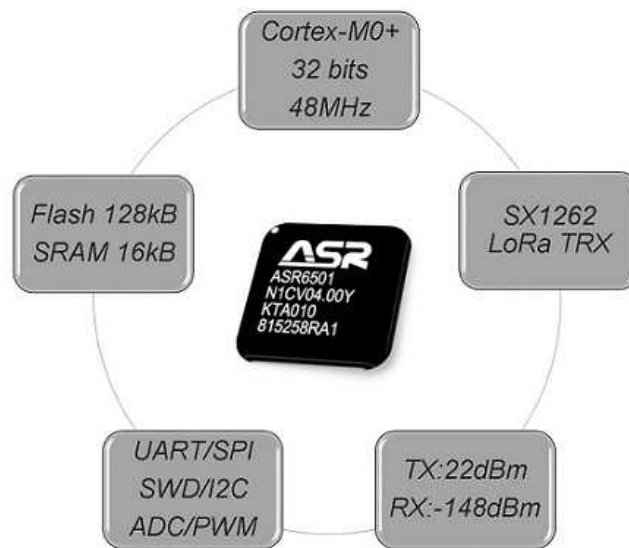 Cortex-M0+
32 bits
48MHz
Flash 128kB
SRAM 16kB
SX1262
LoRa TRX
ASR
ASR6501
N1CV04.00Y
KTA010
815258RA1
UART/SPI
SWD/I2C
ADC/PWM
TX:22dBm
RX:-148dBm